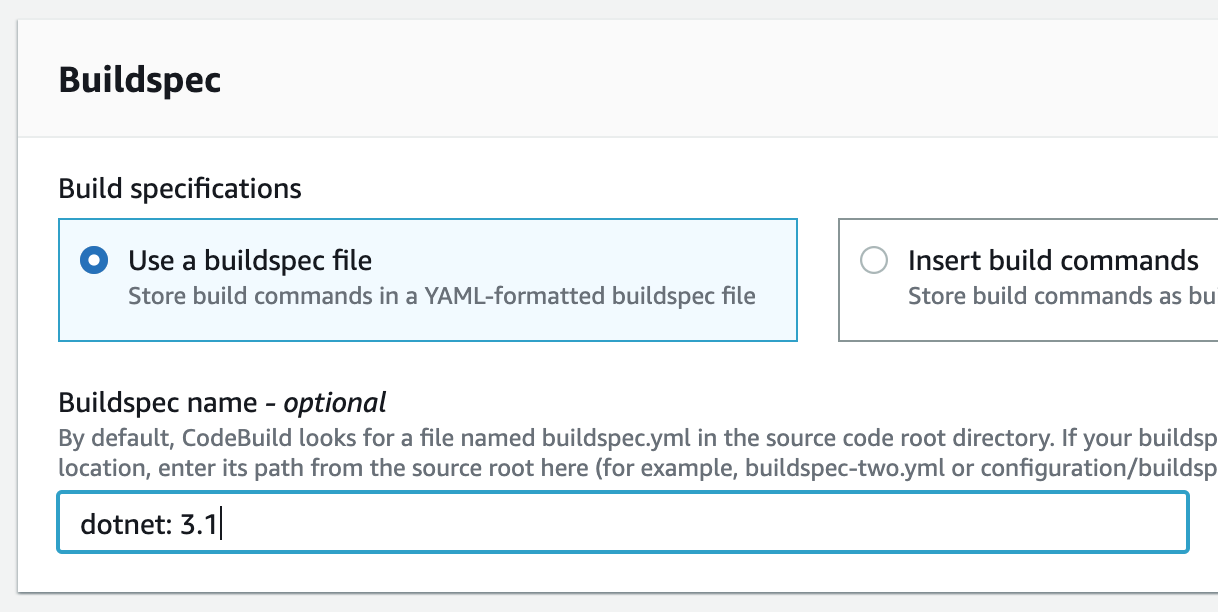 Buildspec
Build specifications
Use a buildspec file
Store build commands in a YAML-formatted buildspec file
Insert build commands
Store build commands as bu
Buildspec name - optional
By default, CodeBuild looks for a file named buildspec.yml in the source code root directory. If your buildsp
location, enter its path from the source root here (for example, buildspec-two.yml or configuration/buildsp
dotnet: 3.1